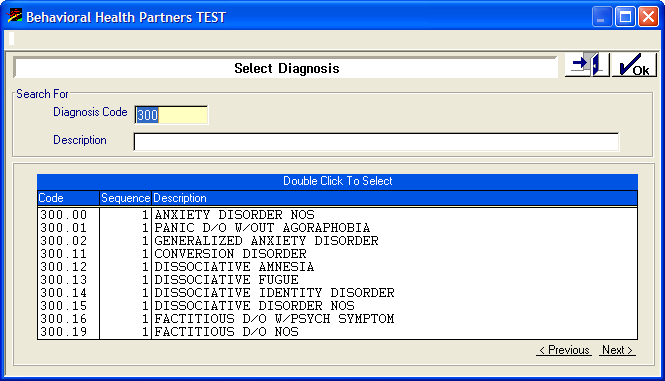 Behavioral Health Partners TEST
Select Diagnosis
Ok
Search For
Diagnosis Code 300
Description
Double Click To Select
Code Sequence Description
300.00 1 ANXIETY DISORDER NOS
300.01 1 PANIC D/O W/OUT AGORAPHOBIA
300.02 1 GENERALIZED ANXIETY DISORDER
300.11 1 CONVERSION DISORDER
300.12 1 DISSOCIATIVE AMNESIA
300.13 1 DISSOCIATIVE FUGUE
300.14 1 DISSOCIATIVE IDENTITY DISORDER
300.15 1 DISSOCIATIVE DISORDER NOS
300.16 1 FACTITIOUS D/O W/PSYCH SYMPTOM
300.19 1 FACTITIOUS D/O NOS
< Previous Next >